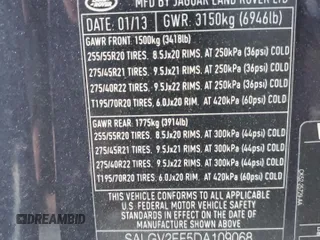 MFD BY JAGUAR LAND ROVER LTD
DATE: 01/13 GWR: 3150kg (6946lb)
GAWR FRONT: 1500kg (3418lb)
255/55R20 TIRES. 8.5Jx20 RIMS. AT 250kPa (36psi) COLD
275/45R21 TIRES. 9.5Jx21 RIMS. AT 250kPa (36psi) COLD
275/40R22 TIRES. 9.5Jx22 RIMS. AT 250kPa (36psi) COLD
T195/70R20 TIRES. 6.0Jx20 RIM. AT 420kPa (60psi) COLD
GAWR REAR: 1775kg (3914lb)
255/55R20 TIRES. 8.5Jx20 RIMS. AT 300kPa (44psi) COLD
275/45R21 TIRES. 9.5Jx21 RIMS. AT 300kPa (44psi) COLD
275/40R22 TIRES. 9.5Jx22 RIMS. AT 300kPa (44psi) COLD
T195/70R20 TIRES. 6.0Jx20 RIM. AT 420kPa (60psi) COLD
THIS VEHICLE CONFORMS TO ALL APPLICABLE
U.S. FEDERAL MOTOR VEHICLE SAFETY AND
THEFT PREVENTION STANDARDS IN EFFECT ON
THE DATE OF MANUFACTURE SHOWN ABOVE
SALGV2EF5DA109068